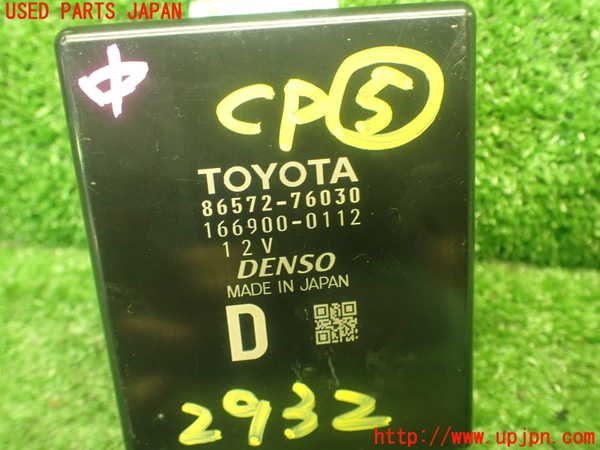 USED PARTS JAPAN
中
CP⑤
TOYOTA
86572-76030
166900-0112
12V
DENSO
MADE IN JAPAN
D
2932
http://www.upjpn.com